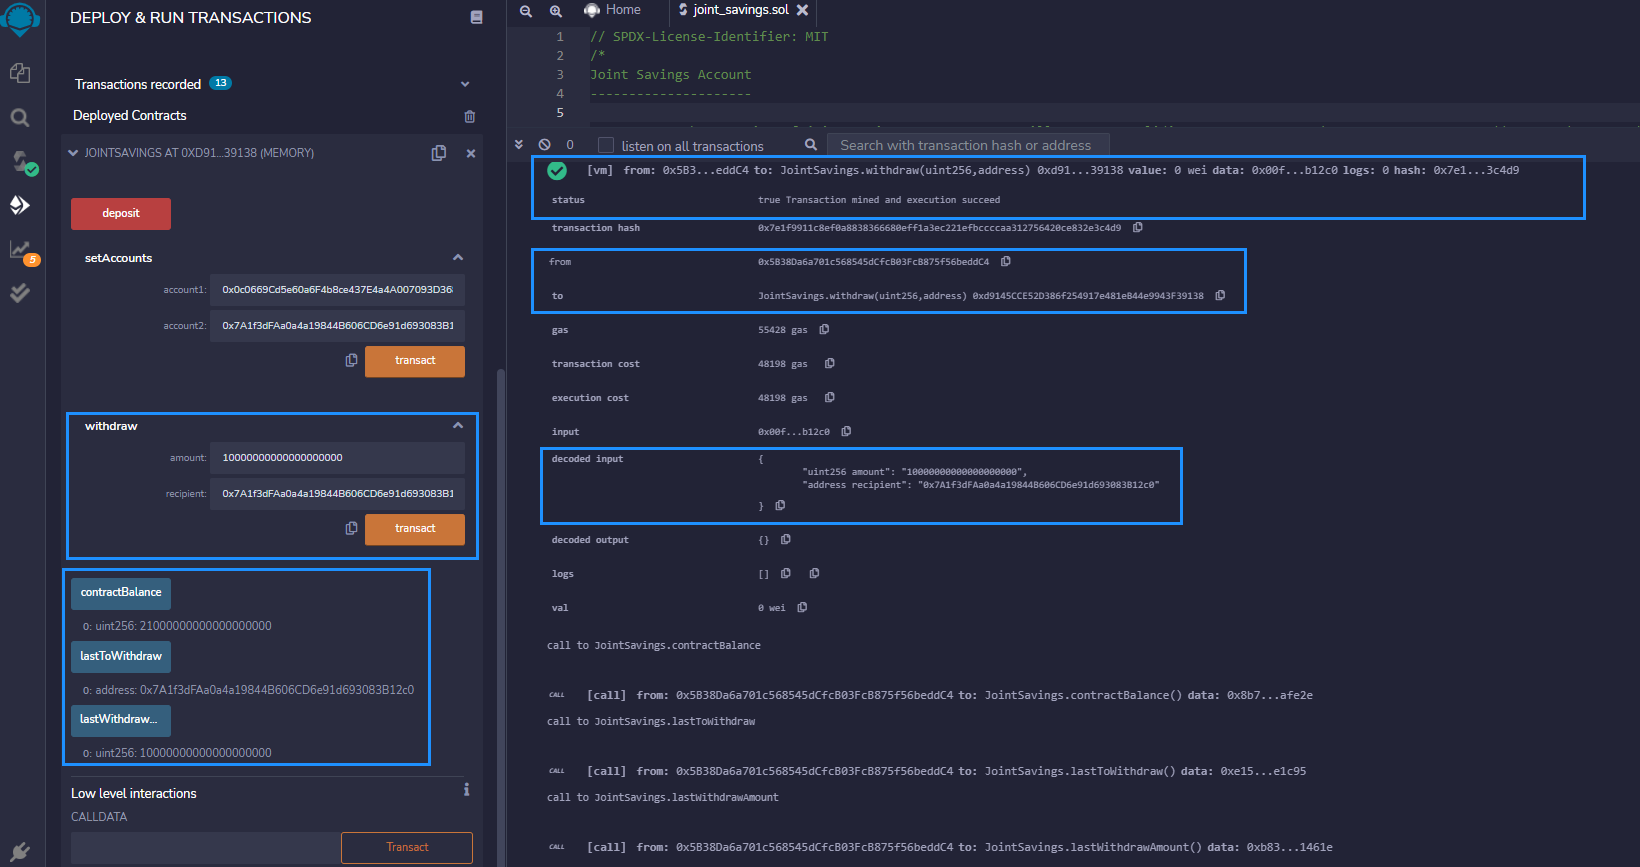 DEPLOY & RUN TRANSACTIONS
Transactions recorded 13
Deployed Contracts
JOINTSAVINGS AT 0XD91...39138 (MEMORY)
deposit
setAccounts
account1: 0x0c0669Cd5e60a6F4b8ce437E4a4A007093D36
account2: 0x7A1f3dFAa0a4a19844B606CD6e91d693083B1
transact
withdraw
amount: 10000000000000000000
recipient: 0x7A1f3dFAa0a4a19844B606CD6e91d693083B1
transact
contractBalance
0: uint256: 21000000000000000000
lastToWithdraw
0: address: 0x7A1f3dFAa0a4a19844B606CD6e91d693083B12c0
lastWithdraw...
0: uint256: 10000000000000000000
Low level interactions
CALLDATA
Transact
5
Home
joint_savings.sol
1 // SPDX-License-Identifier: MIT
2 /*
3 Joint Savings Account
4 ---------------------
5
0 listen on all transactions
Search with transaction hash or address
[vm] from: 0x5B3...eddC4 to: JointSavings.withdraw(uint256,address) 0xd91...39138 value: 0 wei data: 0x00f...b12c0 logs: 0 hash: 0x7e1...3c4d9
status true Transaction mined and execution succeed
transaction hash 0x7e1f9911c8ef0a8838366680eff1a3ec221efbccccaa312756420ce832e3c4d9
from 0x5B38Da6a701c568545dCfcB03FcB875f56beddC4
to JointSavings.withdraw(uint256,address) 0xd9145CCE52D386f254917e481eB44e9943F39138
gas 55428 gas
transaction cost 48198 gas
execution cost 48198 gas
input 0x00f...b12c0
decoded input {
"uint256 amount": "10000000000000000000",
"address recipient": "0x7A1f3dFAa0a4a19844B606CD6e91d693083B12c0"
}
decoded output {}
logs []
val 0 wei
call to JointSavings.contractBalance
CALL [call] from: 0x5B38Da6a701c568545dCfcB03FcB875f56beddC4 to: JointSavings.contractBalance() data: 0x8b7...afe2e
call to JointSavings.lastToWithdraw
CALL [call] from: 0x5B38Da6a701c568545dCfcB03FcB875f56beddC4 to: JointSavings.lastToWithdraw() data: 0xe15...e1c95
call to JointSavings.lastWithdrawAmount
CALL [call] from: 0x5B38Da6a701c568545dCfcB03FcB875f56beddC4 to: JointSavings.lastWithdrawAmount() data: 0xb83...1461e